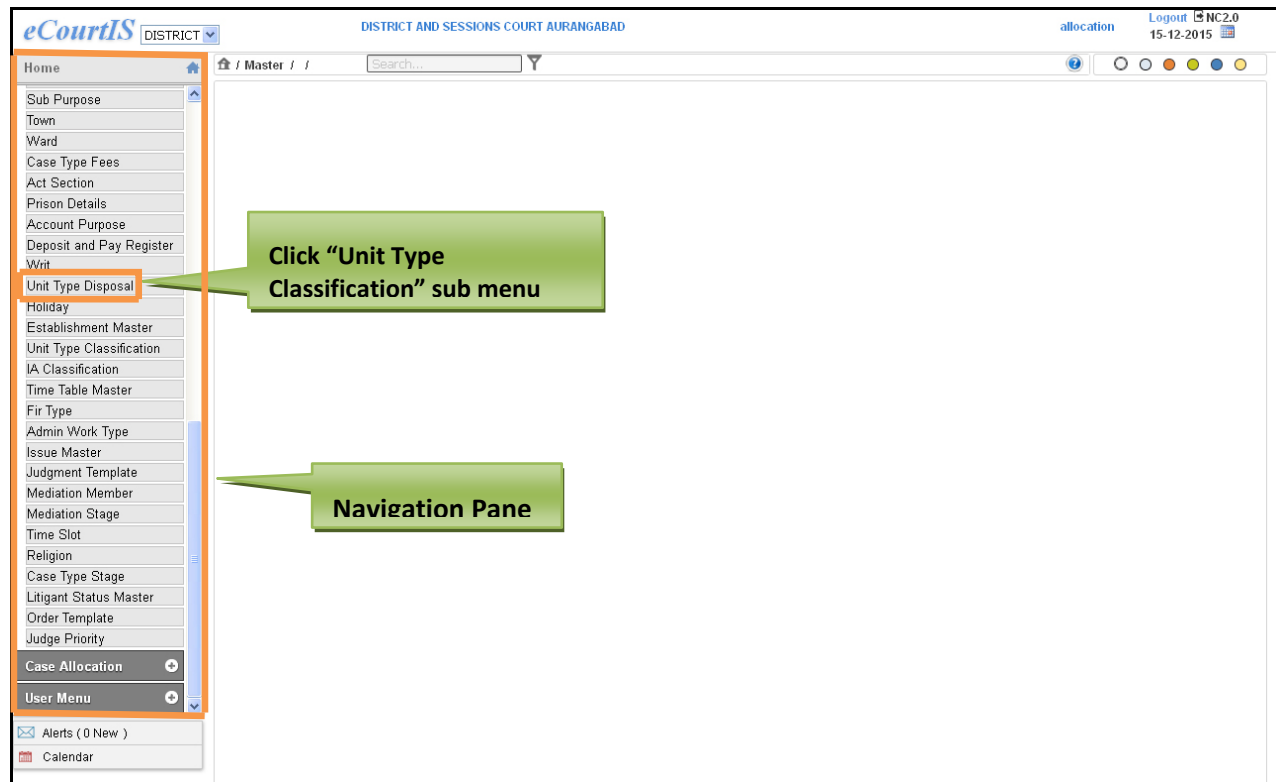 eCourtIS DISTRICT
DISTRICT AND SESSIONS COURT AURANGABAD
allocation
Logout NC2.0
15-12-2015
Home
/ Master / /
Search...
Sub Purpose
Town
Ward
Case Type Fees
Act Section
Prison Details
Account Purpose
Deposit and Pay Register
Writ
Unit Type Disposal
Holiday
Establishment Master
Unit Type Classification
IA Classification
Time Table Master
Fir Type
Admin Work Type
Issue Master
Judgment Template
Mediation Member
Mediation Stage
Time Slot
Religion
Case Type Stage
Litigant Status Master
Order Template
Judge Priority
Case Allocation
User Menu
Alerts ( 0 New )
Calendar
Click “Unit Type
Classification” sub menu
Navigation Pane